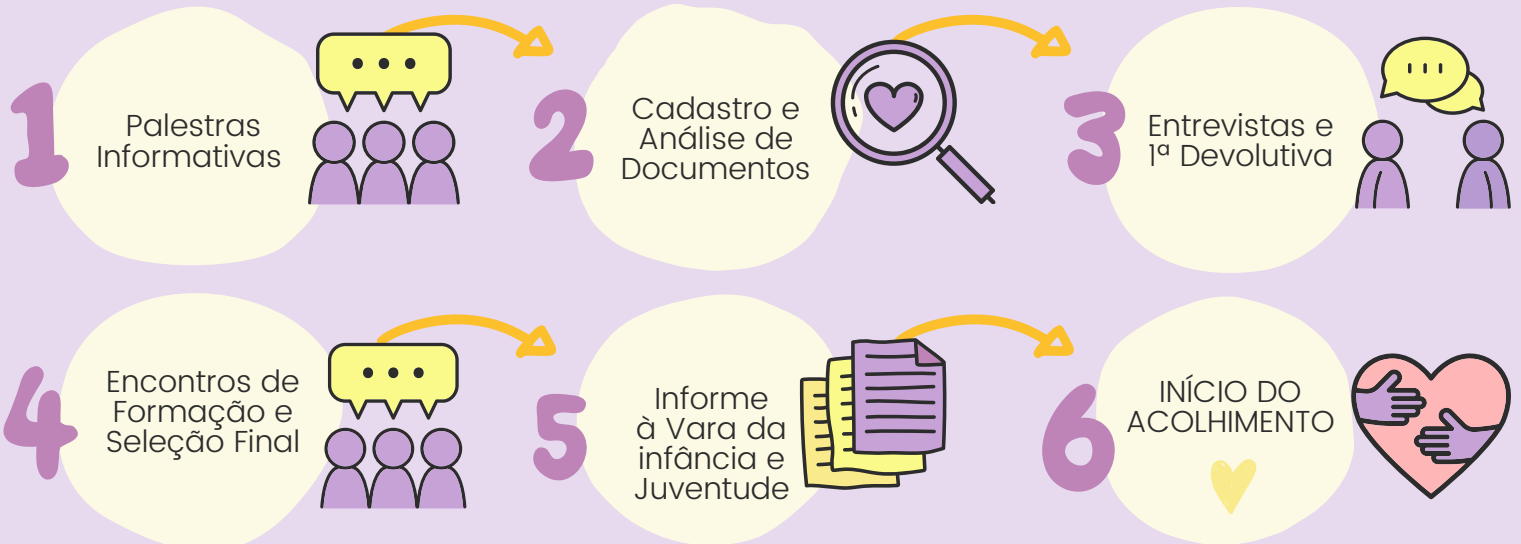 1
Palestras
Informativas
2
Cadastro e
Análise de
Documentos
3
Entrevistas e
1ª Devolutiva
4
Encontros de
Formação e
Seleção Final
5
Informe
à Vara da
infância e
Juventude
6
INÍCIO DO
ACOLHIMENTO